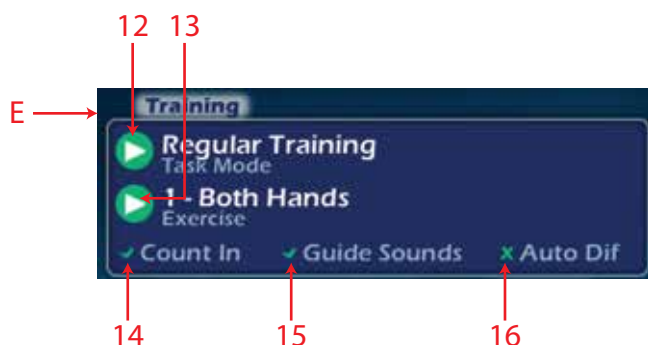 12 13
E
Training
Regular Training
Task Mode
1 - Both Hands
Exercise
Count In Guide Sounds x Auto Dif
14 15 16